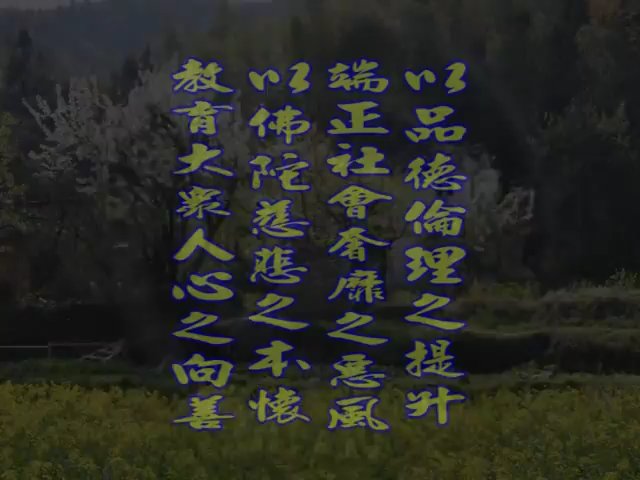 以品德倫理之提升
端正社會奢靡之惡風
以佛陀慈悲之本懷
教育大眾人心之向善